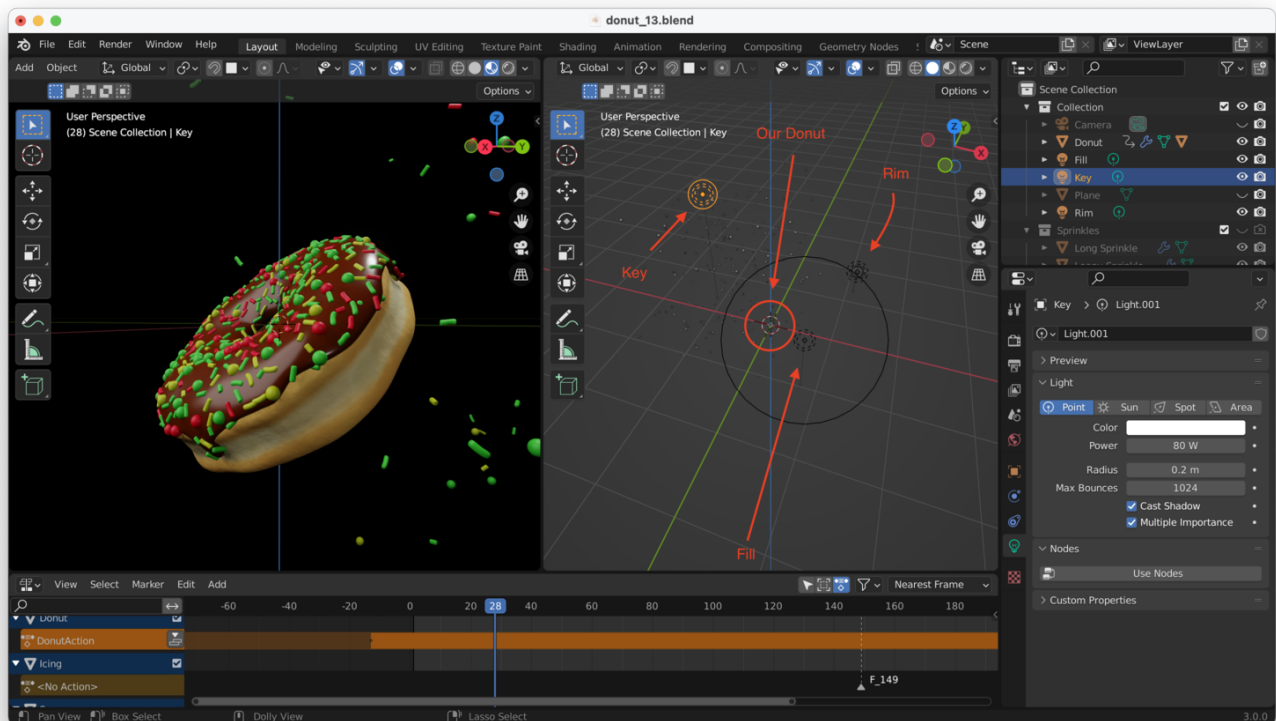 donut_13.blend
File Edit Render Window Help Layout Modeling Sculpting UV Editing Texture Paint Shading Animation Rendering Compositing Geometry Nodes Scene ViewLayer
Add Object Global Global
Options Options
User Perspective
(28) Scene Collection | Key
Z
X
Y
User Perspective
(28) Scene Collection | Key
Our Donut
Z
Y
X
Rim
Key
Fill
Scene Collection
Collection
Camera
Donut
Fill
Key
Plane
Rim
Sprinkles
Long Sprinkle
Key > Light.001
Light.001
Preview
Light
Point Sun Spot Area
Color
Power 80 W
Radius 0.2 m
Max Bounces 1024
Cast Shadow
Multiple Importance
Nodes
Use Nodes
Custom Properties
View Select Marker Edit Add Nearest Frame
-60 -40 -20 0 20 28 40 60 80 100 120 140 160 180
Donut
DonutAction
Icing
<No Action>
F_149
Pan View Box Select Dolly View Lasso Select 3.0.0